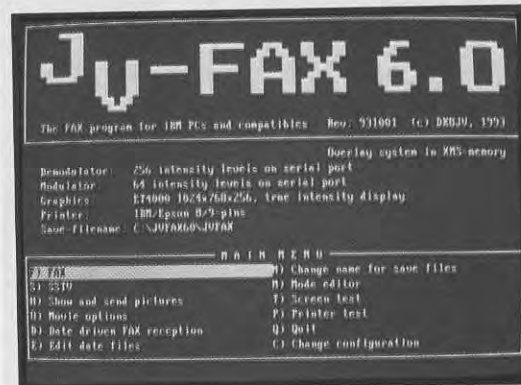 JV-FAX 6.0
The FAX program for IBM PCs and compatibles Rev: 931001 (c) DK8JV, 1993
Overlay system in XMS-memory
Demodulator: 256 intensity levels on serial port
Modulator: 64 intensity levels on serial port
Graphics: ET4000 1024x768x256, true intensity display
Printer: IBM/Epson 8/9-pins
Save-filename: C:\JVFAX60\JVFAX
MAIN MENU
F) FAX
S) SSTV
H) Show and send pictures
O) Movie options
D) Date driven FAX reception
E) Edit date files
N) Change name for save files
M) Mode editor
T) Screen test
P) Printer test
Q) Quit
C) Change configuration